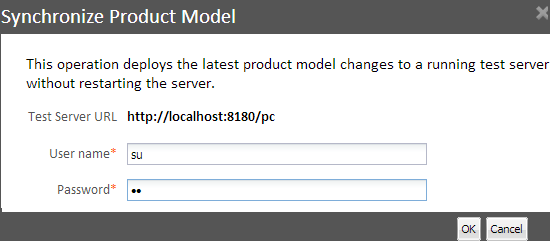 Synchronize Product Model
This operation deploys the latest product model changes to a running test server
without restarting the server.
Test Server URL http://localhost:8180/pc
User name* su
Password* ••
OK Cancel